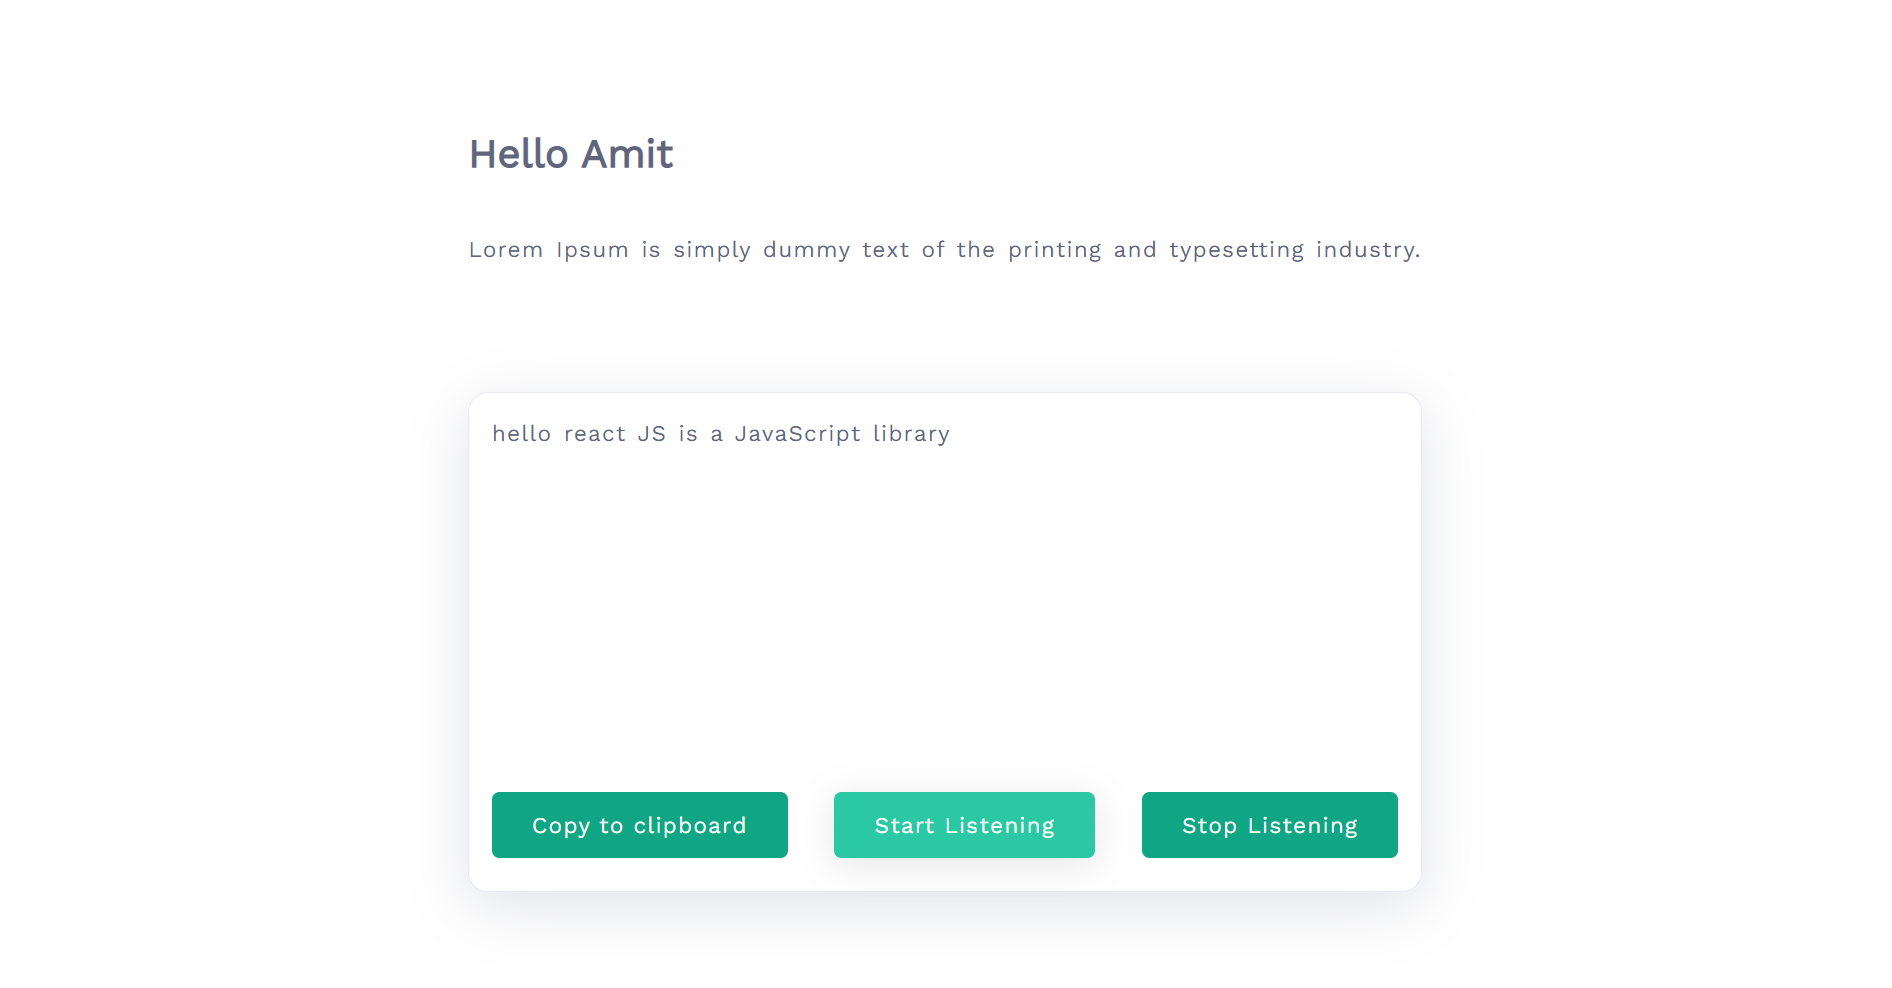 Hello Amit
Lorem Ipsum is simply dummy text of the printing and typesetting industry.
hello react JS is a JavaScript library
Copy to clipboard
Start Listening
Stop Listening